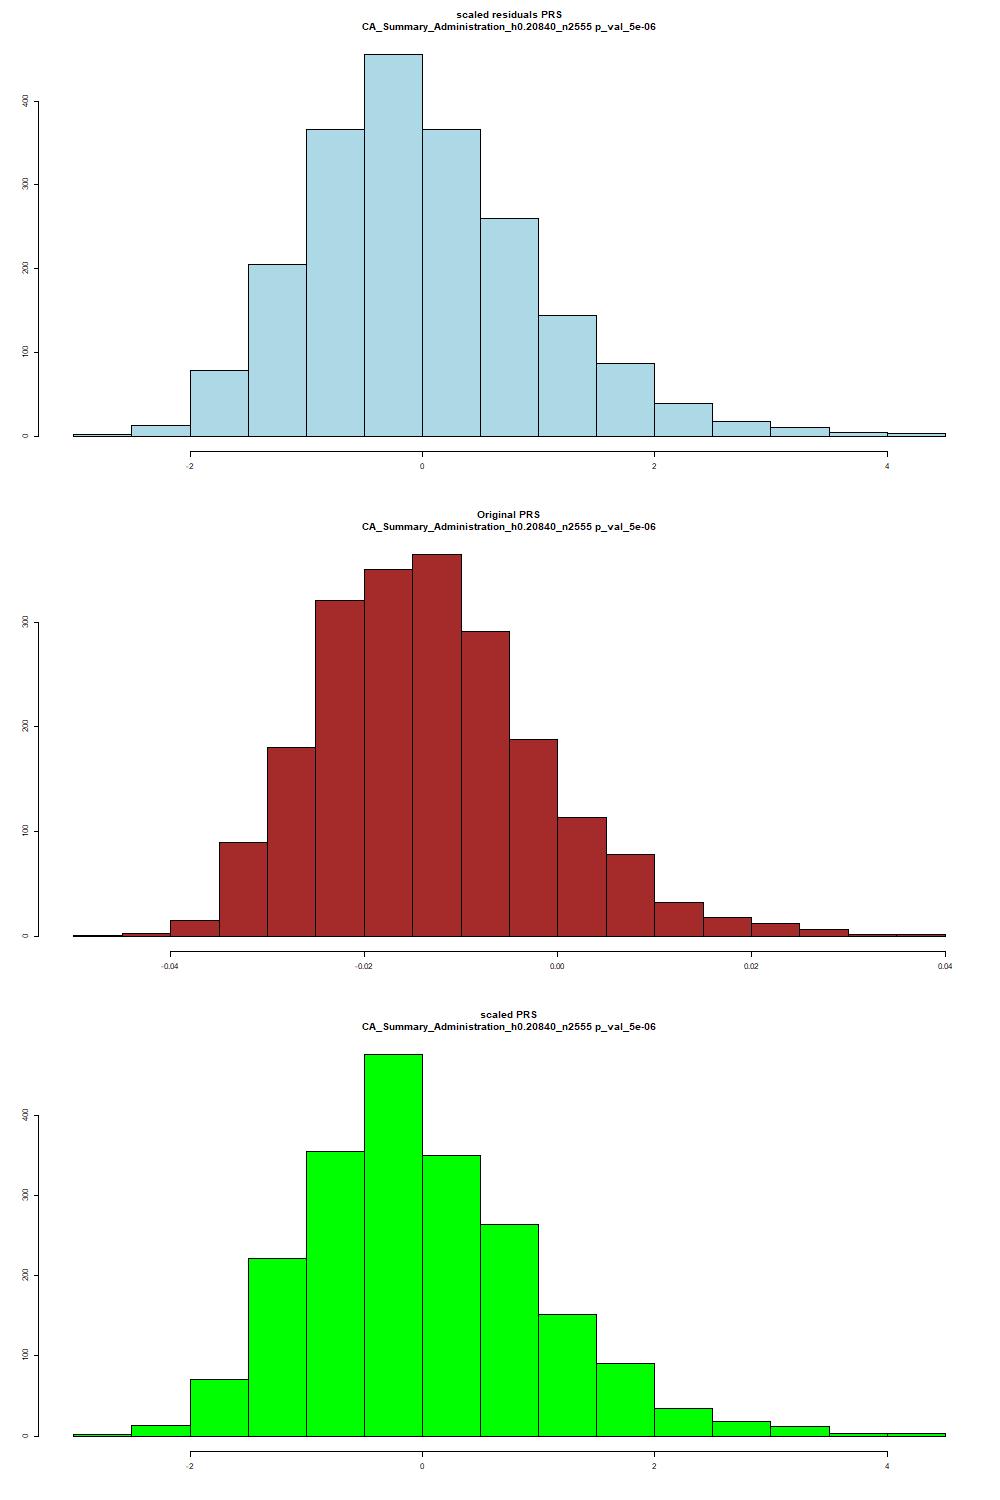 scaled residuals PRS
CA_Summary_Administration_h0.20840_n2555 p_val_5e-06
400
300
200
100
0
-2 0 2 4
Original PRS
CA_Summary_Administration_h0.20840_n2555 p_val_5e-06
300
200
100
0
-0.04 -0.02 0.00 0.02 0.04
scaled PRS
CA_Summary_Administration_h0.20840_n2555 p_val_5e-06
400
300
200
100
0
-2 0 2 4